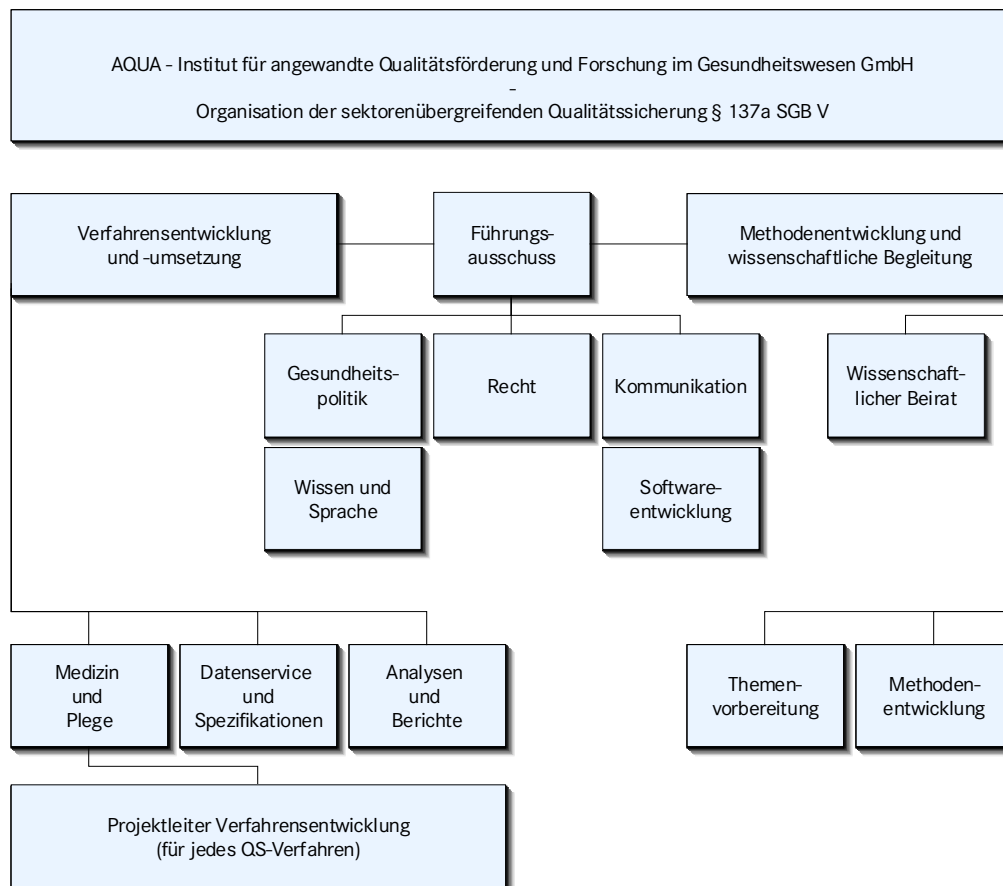 AQUA - Institut für angewandte Qualitätsförderung und Forschung im Gesundheitswesen GmbH
-
Organisation der sektorenübergreifenden Qualitätssicherung § 137a SGB V
Verfahrensentwicklung
und -umsetzung
Führungs-
ausschuss
Methodenentwicklung und
wissenschaftliche Begleitung
Gesundheits-
politik
Recht
Kommunikation
Wissenschaft-
licher Beirat
Wissen und
Sprache
Software-
entwicklung
Medizin
und
Plege
Datenservice
und
Spezifikationen
Analysen
und
Berichte
Themen-
vorbereitung
Methoden-
entwicklung
Projektleiter Verfahrensentwicklung
(für jedes QS-Verfahren)